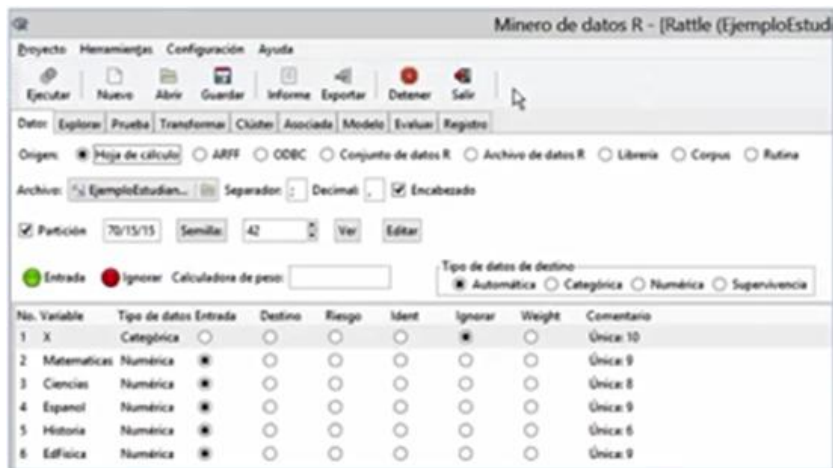 Minero de datos R - [Rattle (EjemploEstud
Proyecto Herramientas Configuración Ayuda
Ejecutar Nuevo Abrir Guardar Informe Exportar Detener Salir
Datos Explorar Prueba Transformar Clúster Asociada Modelo Evaluar Registro
Origen: Hoja de cálculo ARFF ODBC Conjunto de datos R Archivo de datos R Librería Corpus Rutina
Archivo: EjemploEstudian... Separador: ; Decimal: , Encabezado
Partición 70/15/15 Semilla: 42 Ver Editar
Tipo de datos de destino
Entrada Ignorar Calculadora de peso: Automática Categórica Numérica Supervivencia
No. Variable Tipo de datos Entrada Destino Riesgo Ident Ignorar Weight Comentario
1 X Categórica Única: 10
2 Matematicas Numérica Única: 9
3 Ciencias Numérica Única: 8
4 Espanol Numérica Única: 9
5 Historia Numérica Única: 6
6 EdFisica Numérica Única: 9